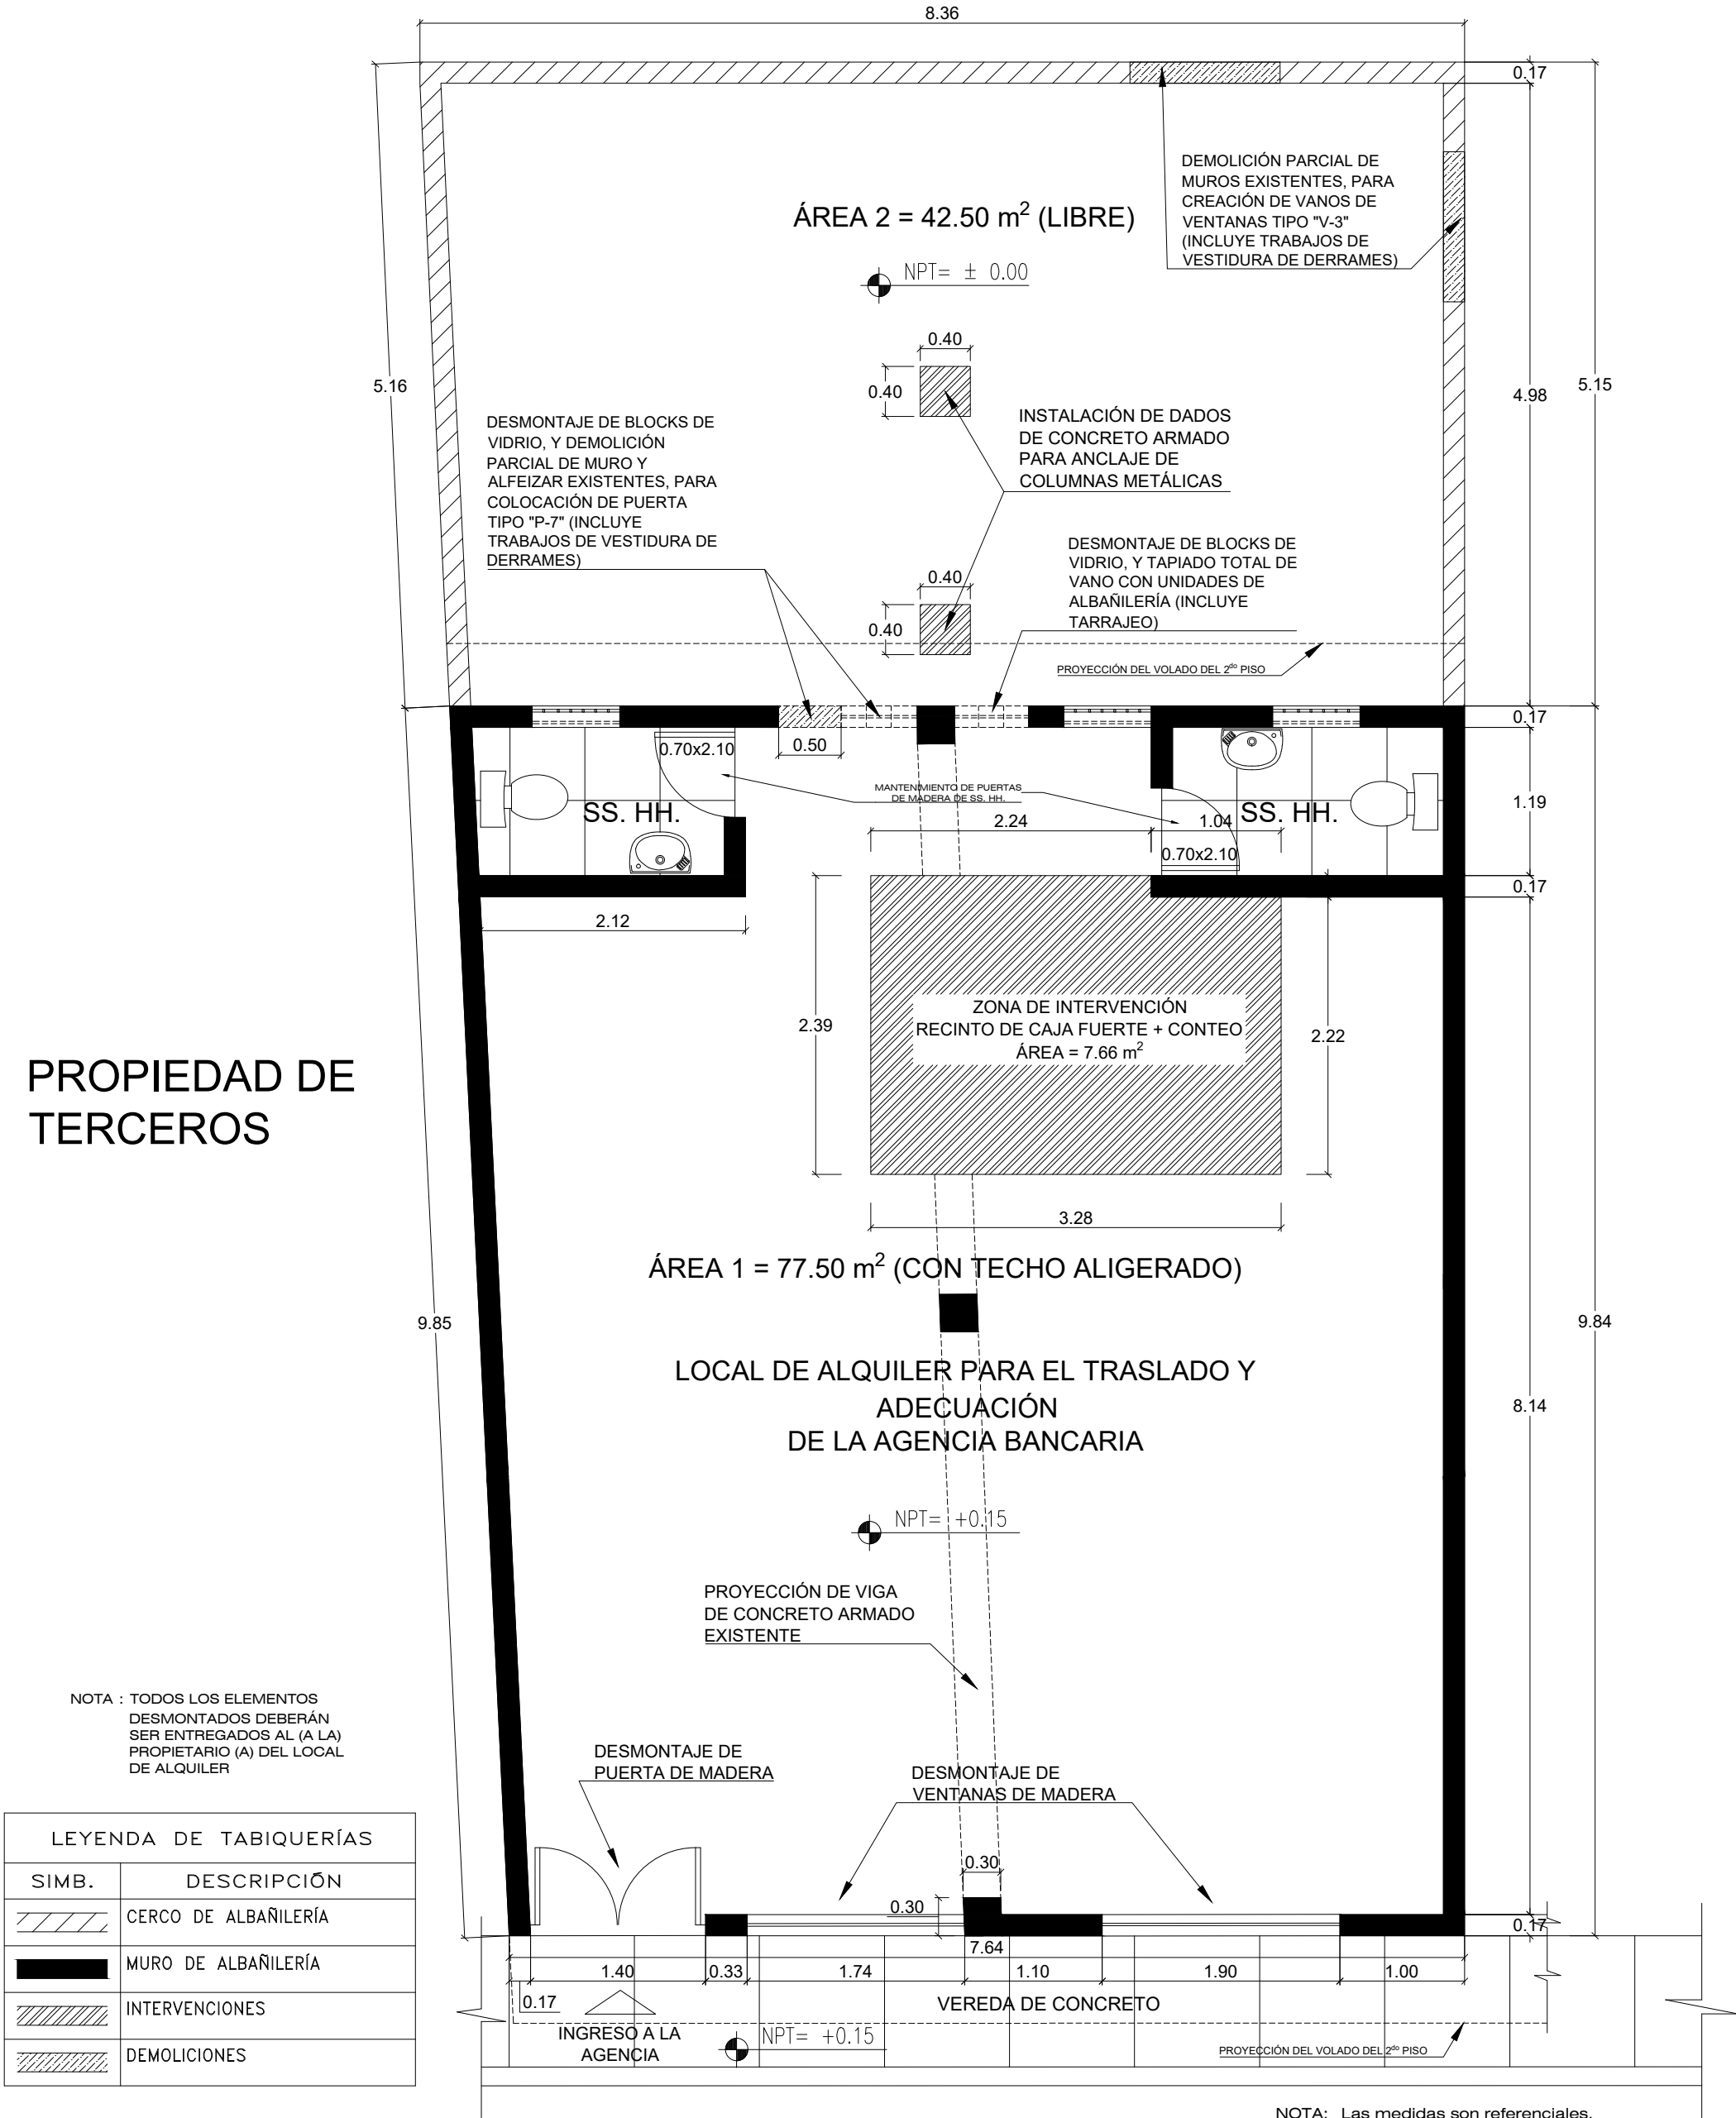 8.36
0.17
DEMOLICIÓN PARCIAL DE
MUROS EXISTENTES, PARA
CREACIÓN DE VANOS DE
VENTANAS TIPO "V-3"
(INCLUYE TRABAJOS DE
VESTIDURA DE DERRAMES)
ÁREA 2 = 42.50 m² (LIBRE)
NPT= ± 0.00
0.40
0.40
5.16
4.98
5.15
DESMONTAJE DE BLOCKS DE
VIDRIO, Y DEMOLICIÓN
PARCIAL DE MURO Y
ALFEIZAR EXISTENTES, PARA
COLOCACIÓN DE PUERTA
TIPO "P-7" (INCLUYE
TRABAJOS DE VESTIDURA DE
DERRAMES)
INSTALACIÓN DE DADOS
DE CONCRETO ARMADO
PARA ANCLAJE DE
COLUMNAS METÁLICAS
0.40
0.40
DESMONTAJE DE BLOCKS DE
VIDRIO, Y TAPIADO TOTAL DE
VANO CON UNIDADES DE
ALBAÑILERÍA (INCLUYE
TARRAJEO)
PROYECCIÓN DEL VOLADO DEL 2do PISO
0.17
0.70x2.10
0.50
MANTENIMIENTO DE PUERTAS
DE MADERA DE SS. HH.
SS. HH.
SS. HH.
1.19
2.24
1.04
0.70x2.10
0.17
2.12
2.39
ZONA DE INTERVENCIÓN
RECINTO DE CAJA FUERTE + CONTEO
ÁREA = 7.66 m²
2.22
PROPIEDAD DE
TERCEROS
3.28
ÁREA 1 = 77.50 m² (CON TECHO ALIGERADO)
9.85
9.84
LOCAL DE ALQUILER PARA EL TRASLADO Y
ADECUACIÓN
DE LA AGENCIA BANCARIA
8.14
NPT= +0.15
PROYECCIÓN DE VIGA
DE CONCRETO ARMADO
EXISTENTE
NOTA : TODOS LOS ELEMENTOS
DESMONTADOS DEBERÁN
SER ENTREGADOS AL (A LA)
PROPIETARIO (A) DEL LOCAL
DE ALQUILER
DESMONTAJE DE
PUERTA DE MADERA
DESMONTAJE DE
VENTANAS DE MADERA
LEYENDA DE TABIQUERÍAS
SIMB.
DESCRIPCIÓN
CERCO DE ALBAÑILERÍA
MURO DE ALBAÑILERÍA
INTERVENCIONES
DEMOLICIONES
0.30
0.30
0.17
7.64
1.40
0.33
1.74
1.10
1.90
1.00
0.17
VEREDA DE CONCRETO
INGRESO A LA
AGENCIA
NPT= +0.15
PROYECCIÓN DEL VOLADO DEL 2do PISO
NOTA: Las medidas son referenciales.